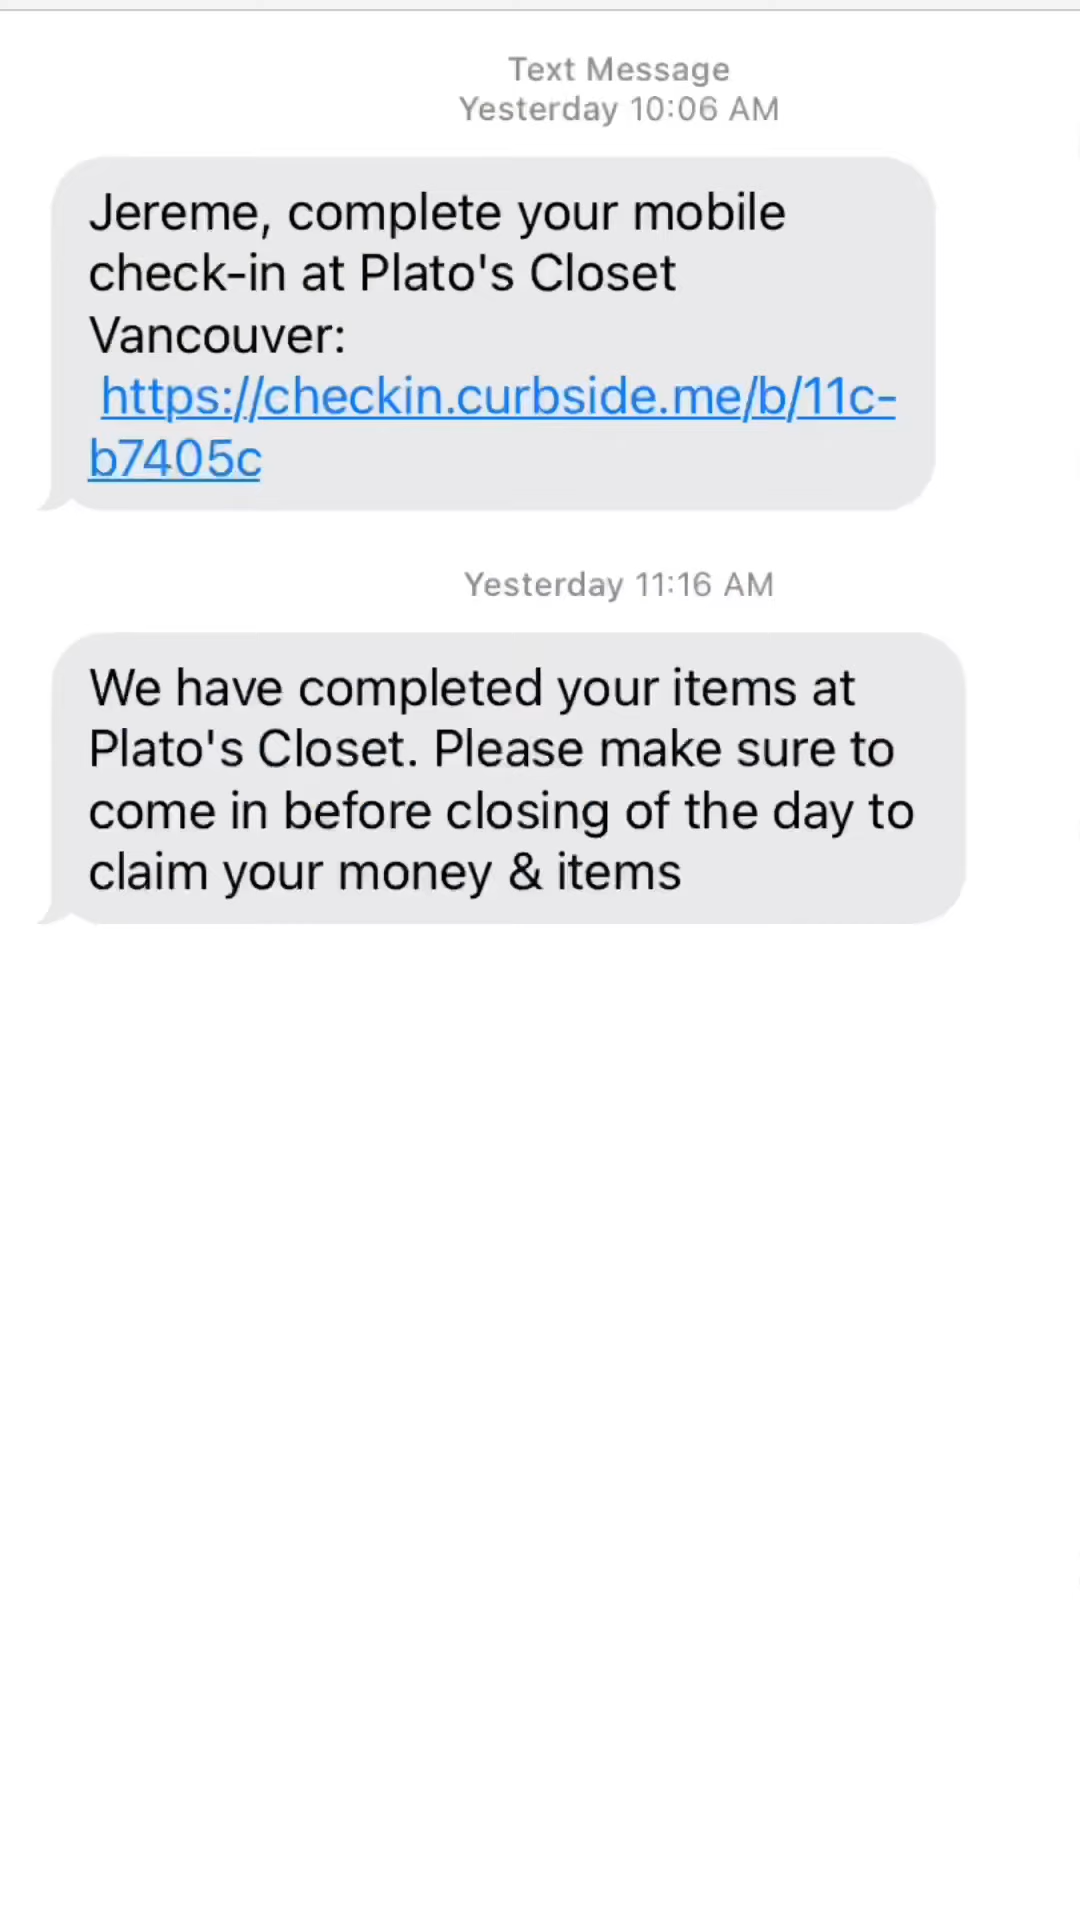 Text Message
Yesterday 10:06 AM
Jereme, complete your mobile
check-in at Plato's Closet
Vancouver:
https://checkin.curbside.me/b/11c-
b7405c
Yesterday 11:16 AM
We have completed your items at
Plato's Closet. Please make sure to
come in before closing of the day to
claim your money & items